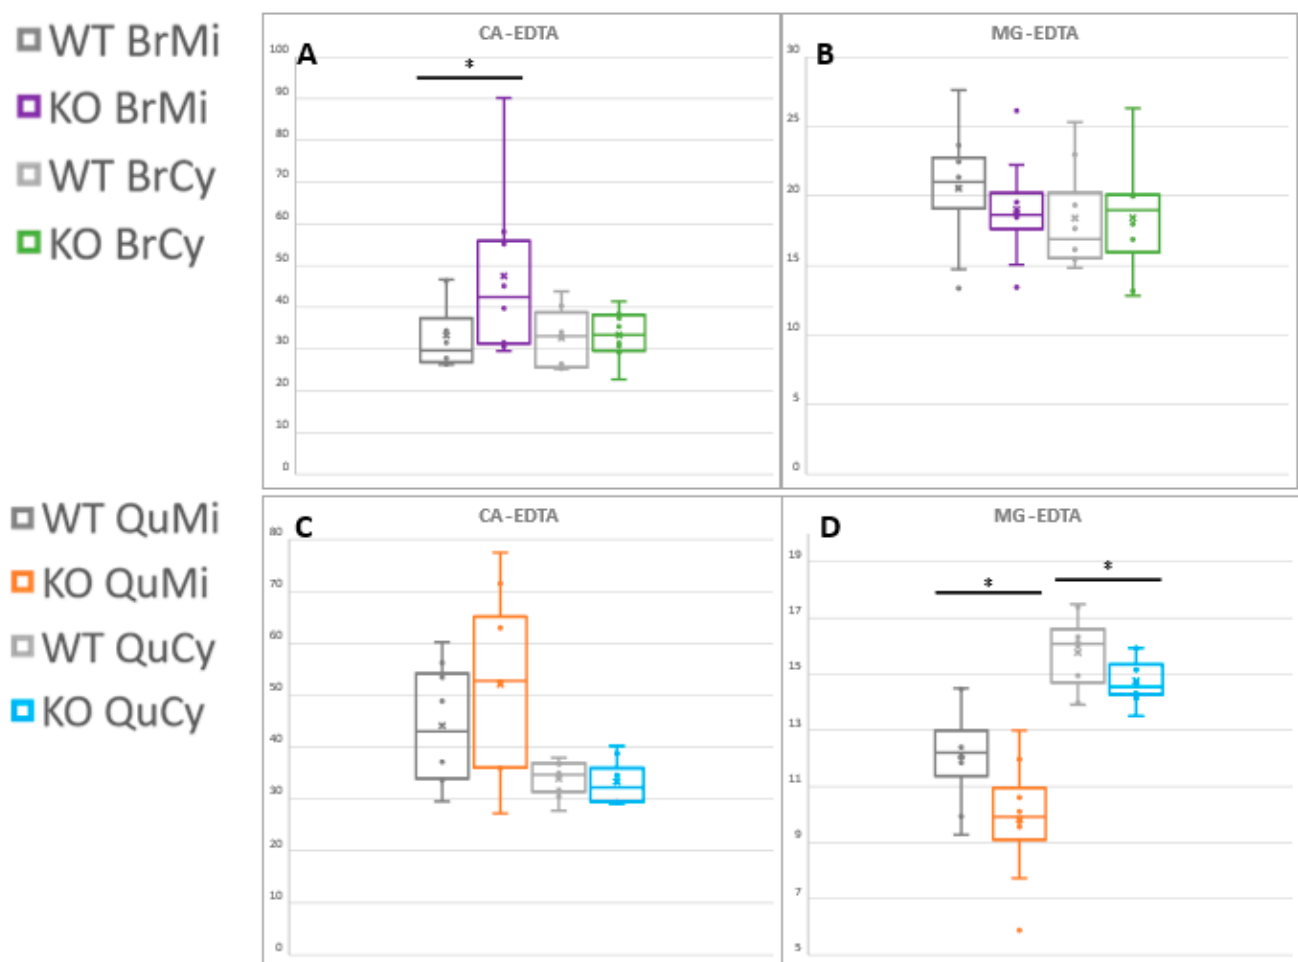 WT BrMi
KO BrMi
WT BrCy
KO BrCy
CA-EDTA
A
*
100
90
80
70
60
50
40
30
20
10
0
MG-EDTA
B
30
25
20
15
10
5
0
WT QuMi
KO QuMi
WT QuCy
KO QuCy
CA-EDTA
C
80
70
60
50
40
30
20
10
0
MG-EDTA
D
*
*
19
17
15
13
11
9
7
5